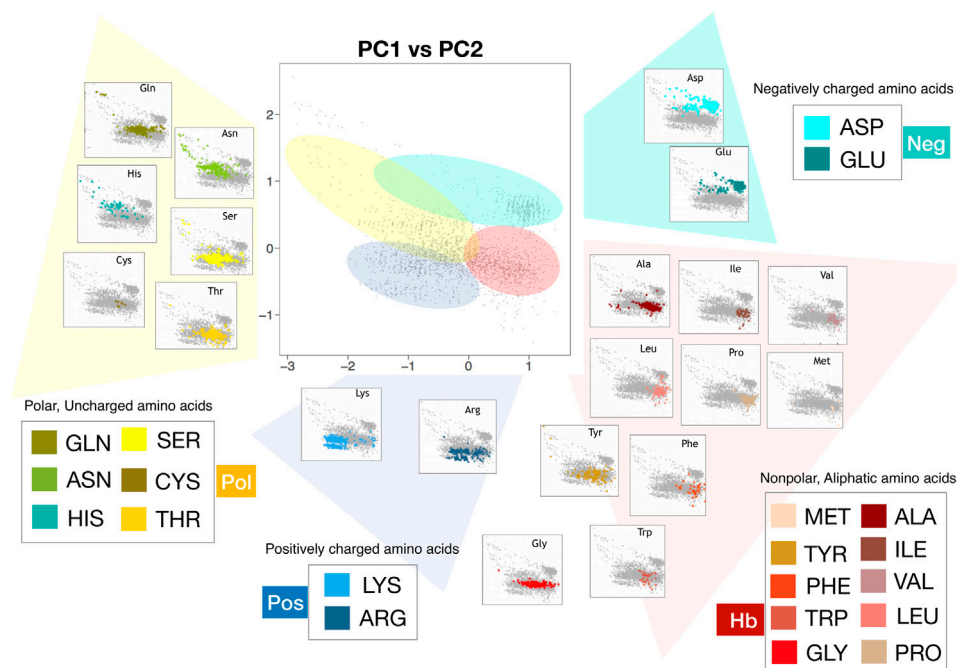 PC1 vs PC2
2
1
0
−1
−3
−2
−1
0
1
Gln
Asn
His
Ser
Cys
Thr
Polar, Uncharged amino acids
GLN SER
ASN CYS
HIS THR
Pol
Asp
Glu
Negatively charged amino acids
ASP
GLU
Neg
Lys
Arg
Positively charged amino acids
Pos
LYS
ARG
Ala
Ile
Val
Leu
Pro
Met
Tyr
Phe
Gly
Trp
Nonpolar, Aliphatic amino acids
Hb
MET ALA
TYR ILE
PHE VAL
TRP LEU
GLY PRO